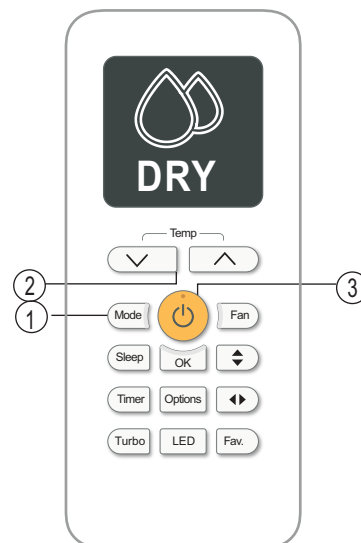 DRY
Temp
2
3
1
Mode
Fan
Sleep
OK
Timer
Options
Turbo
LED
Fav.